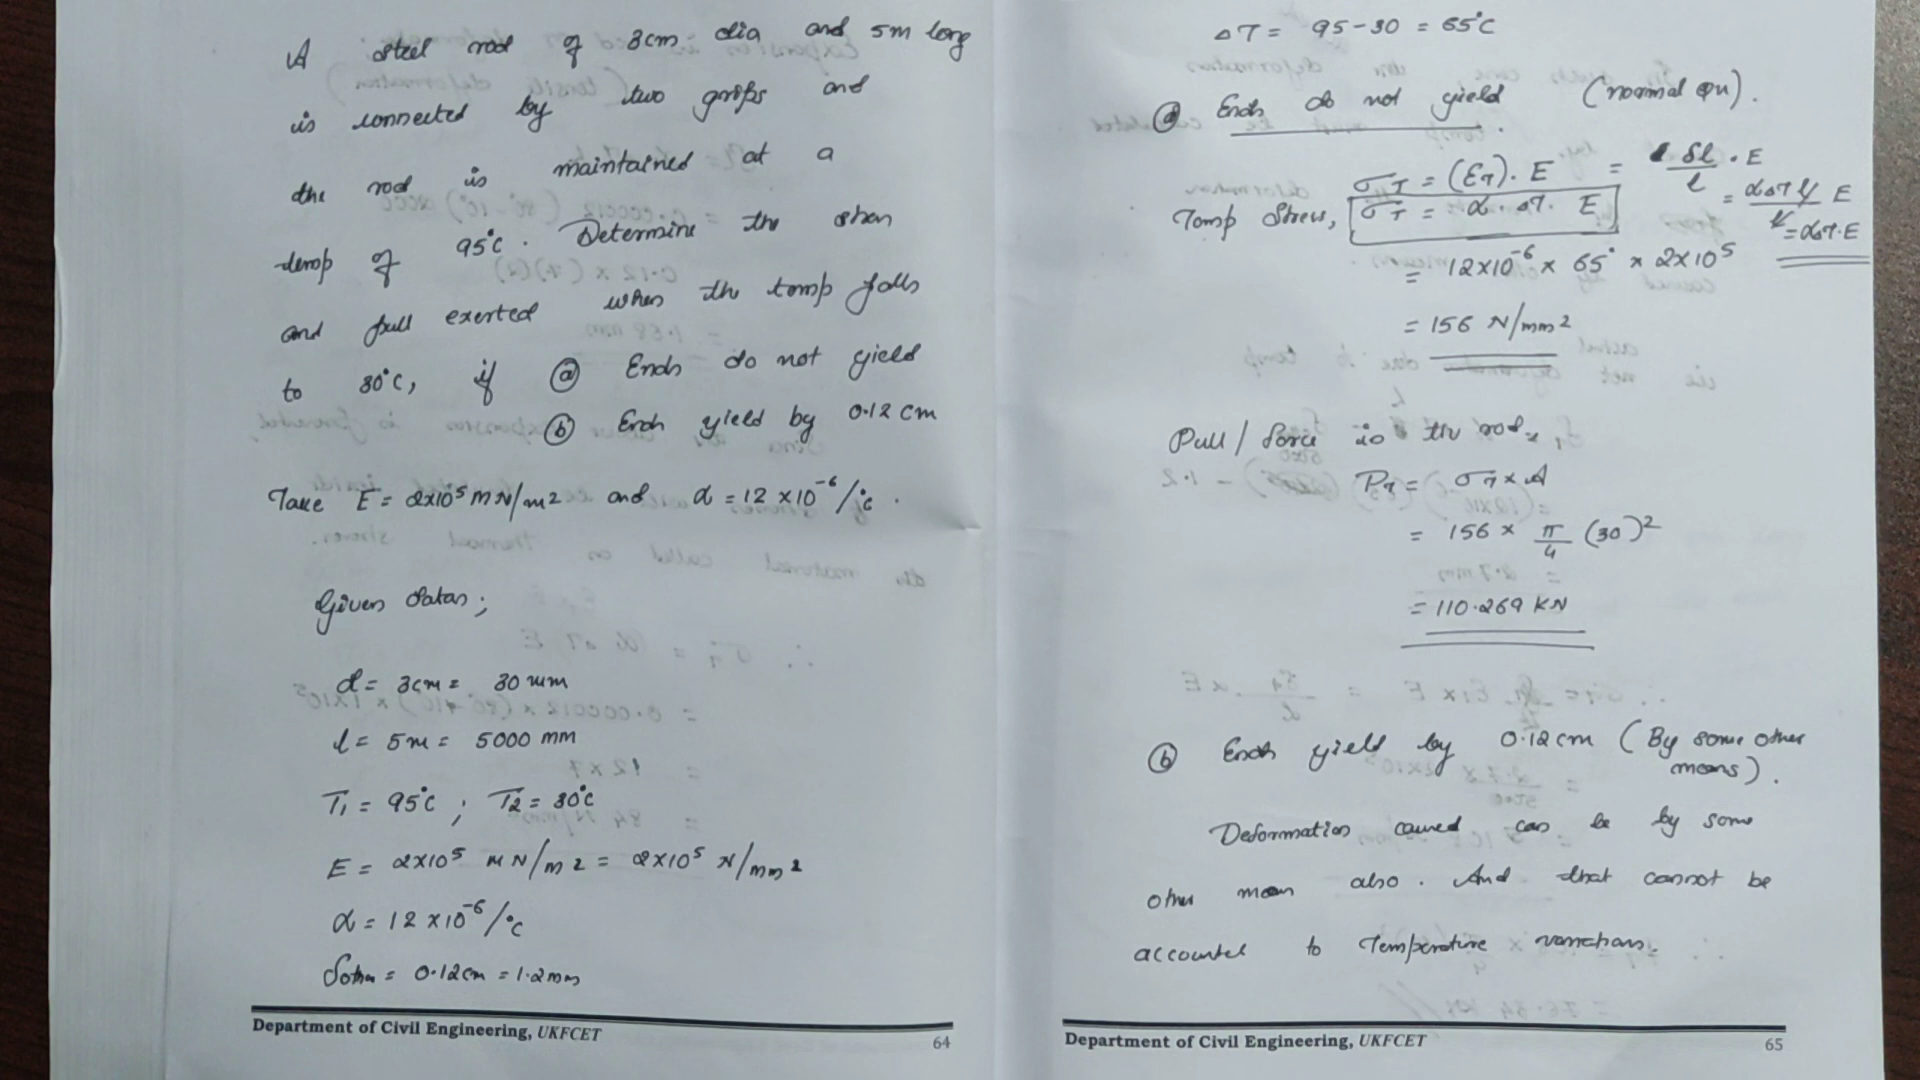 A steel rod of 3cm dia and 5m long
is connected by two grips and
the rod is maintained at a
temp of 95°C. Determine the stress
and pull exerted when the temp falls
to 30°C, if (a) Ends do not yield
(b) Ends yield by 0.12 cm
Take E = 2x10⁵ MN/m² and α = 12 x10⁻⁶/°C.
Given Datas;
d = 3cm = 30 mm
l = 5m = 5000 mm
T₁ = 95°C ; T₂ = 30°C
E = 2x10⁵ MN/m² = 2x10⁵ N/mm²
α = 12 x10⁻⁶/°C
δother = 0.12cm = 1.2mm
Department of Civil Engineering, UKFCET
64
ΔT = 95-30 = 65°C
(a) Ends do not yield (normal qu).
σT = (εT). E = δl/l . E
Temp Stress, σT = α. ΔT. E = αΔTl/l E
= αΔT.E
= 12x10⁻⁶ x 65° x 2x10⁵
= 156 N/mm²
Pull / force in the rod,
PT = σT x A
= 156 x π/4 (30)²
= 110.269 KN
(b) Ends yield by 0.12cm (By some other
means).
Deformation caused can be by some
other mean also. And that cannot be
accounted to Temperature variations.
Department of Civil Engineering, UKFCET
65